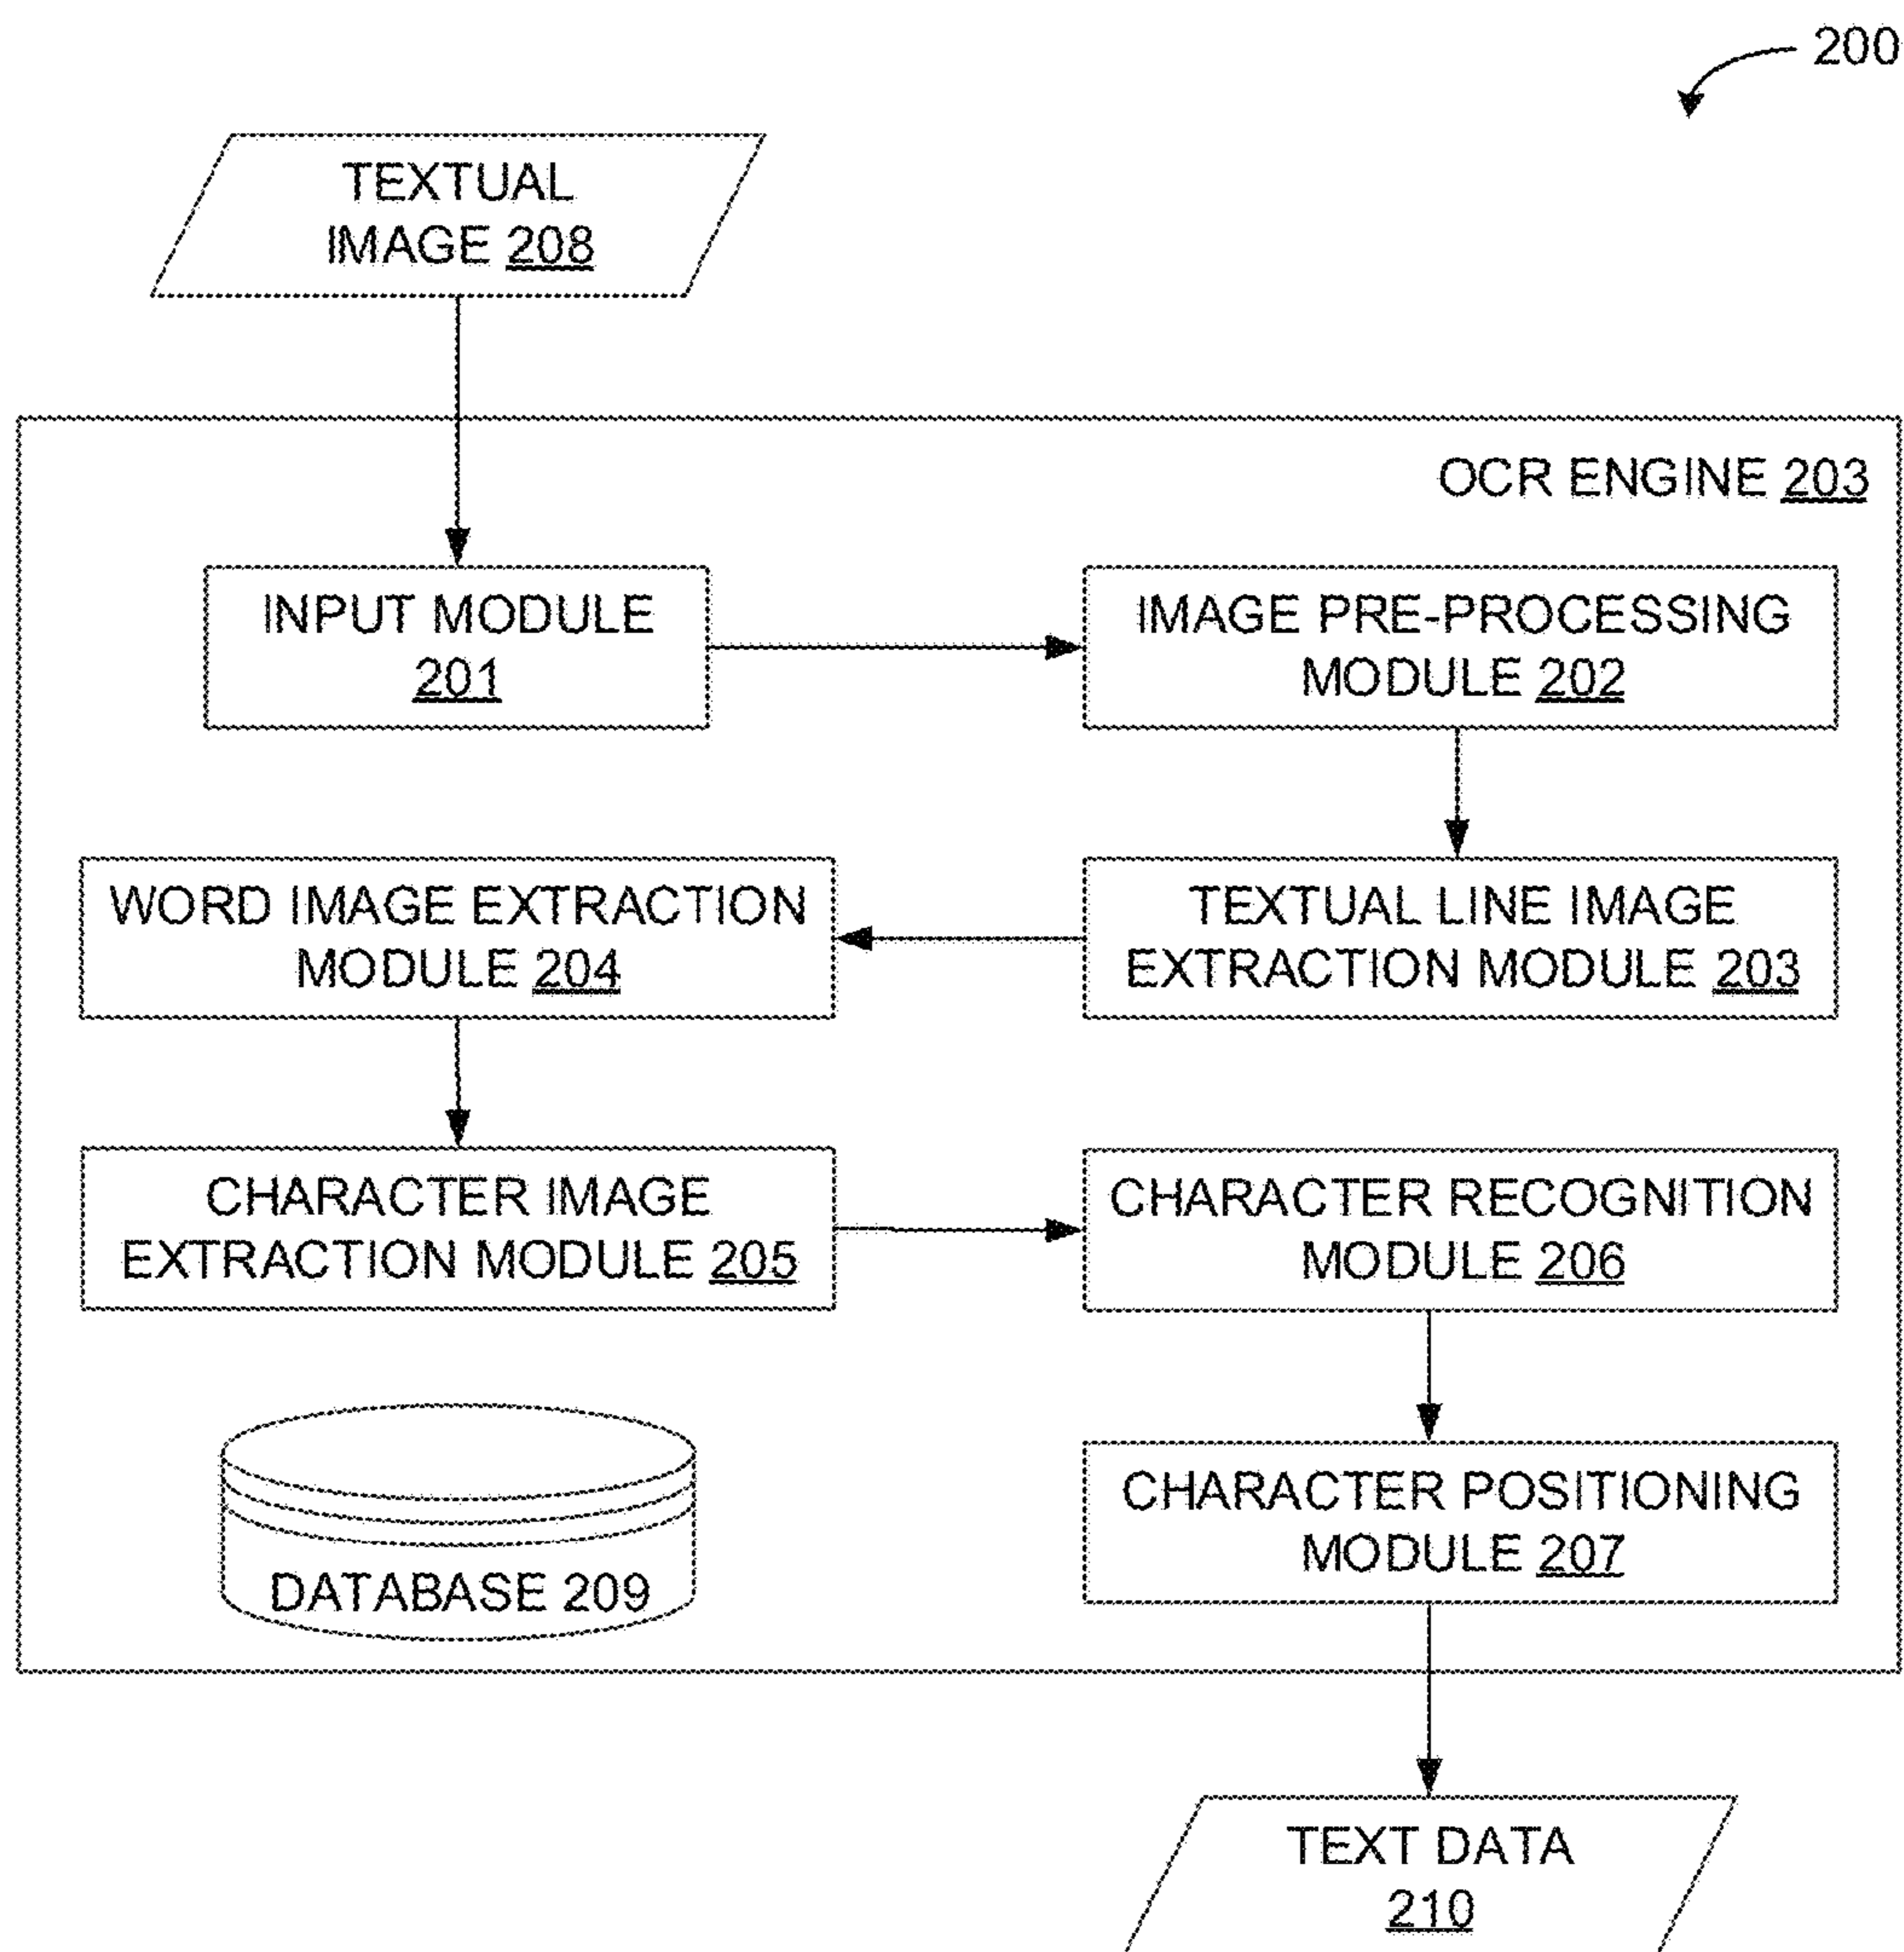 200
TEXTUAL
IMAGE 208
OCR ENGINE 203
INPUT MODULE
201
IMAGE PRE-PROCESSING
MODULE 202
WORD IMAGE EXTRACTION
MODULE 204
TEXTUAL LINE IMAGE
EXTRACTION MODULE 203
CHARACTER IMAGE
EXTRACTION MODULE 205
CHARACTER RECOGNITION
MODULE 206
DATABASE 209
CHARACTER POSITIONING
MODULE 207
TEXT DATA
210